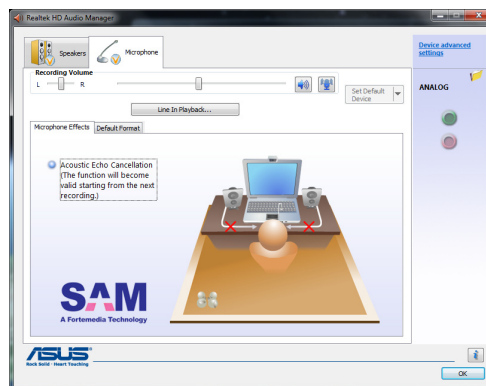 Realtek HD Audio Manager
Speakers
Microphone
Device advanced
settings
Recording Volume
L
R
Set Default
Device
ANALOG
Line In Playback...
Microphone Effects
Default Format
Acoustic Echo Cancellation
(The function will become
valid starting from the next
recording.)
SAM
A Fortemedia Technology
ASUS
Rock Solid · Heart Touching
i
OK